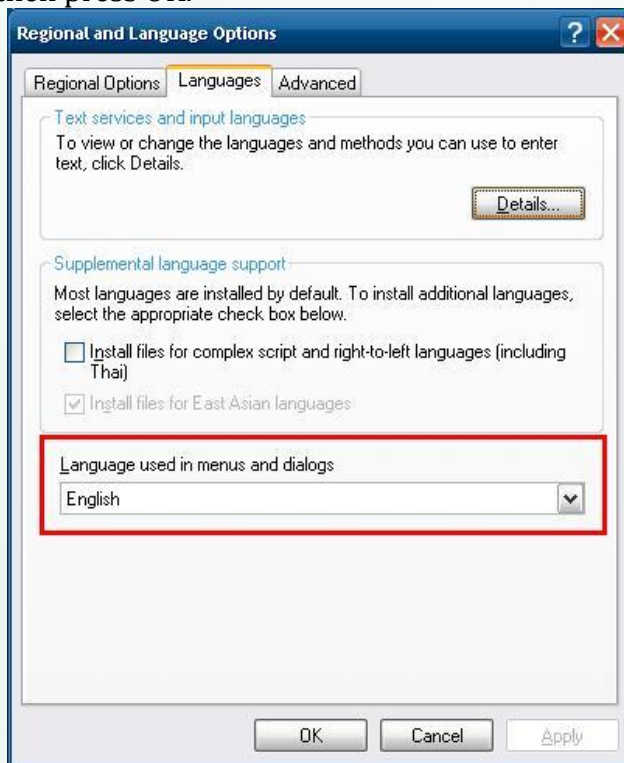 then press OK.
Regional and Language Options
Regional Options Languages Advanced
Text services and input languages
To view or change the languages and methods you can use to enter
text, click Details.
Details...
Supplemental language support
Most languages are installed by default. To install additional languages,
select the appropriate check box below.
Install files for complex script and right-to-left languages (including
Thai)
Install files for East Asian languages
Language used in menus and dialogs
English
OK Cancel Apply